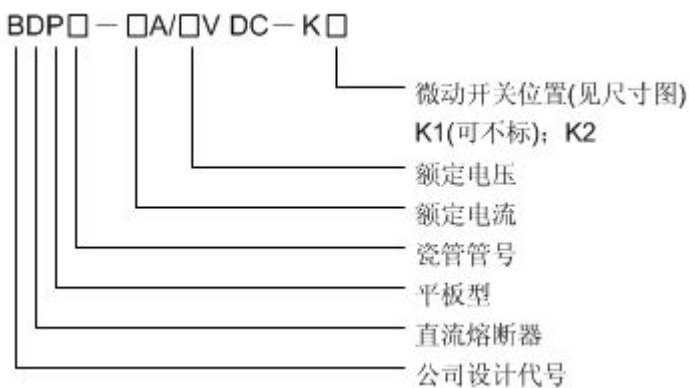 BDP□－□A/□V DC－K□
微动开关位置(见尺寸图)
K1(可不标)；K2
额定电压
额定电流
瓷管管号
平板型
直流熔断器
公司设计代号